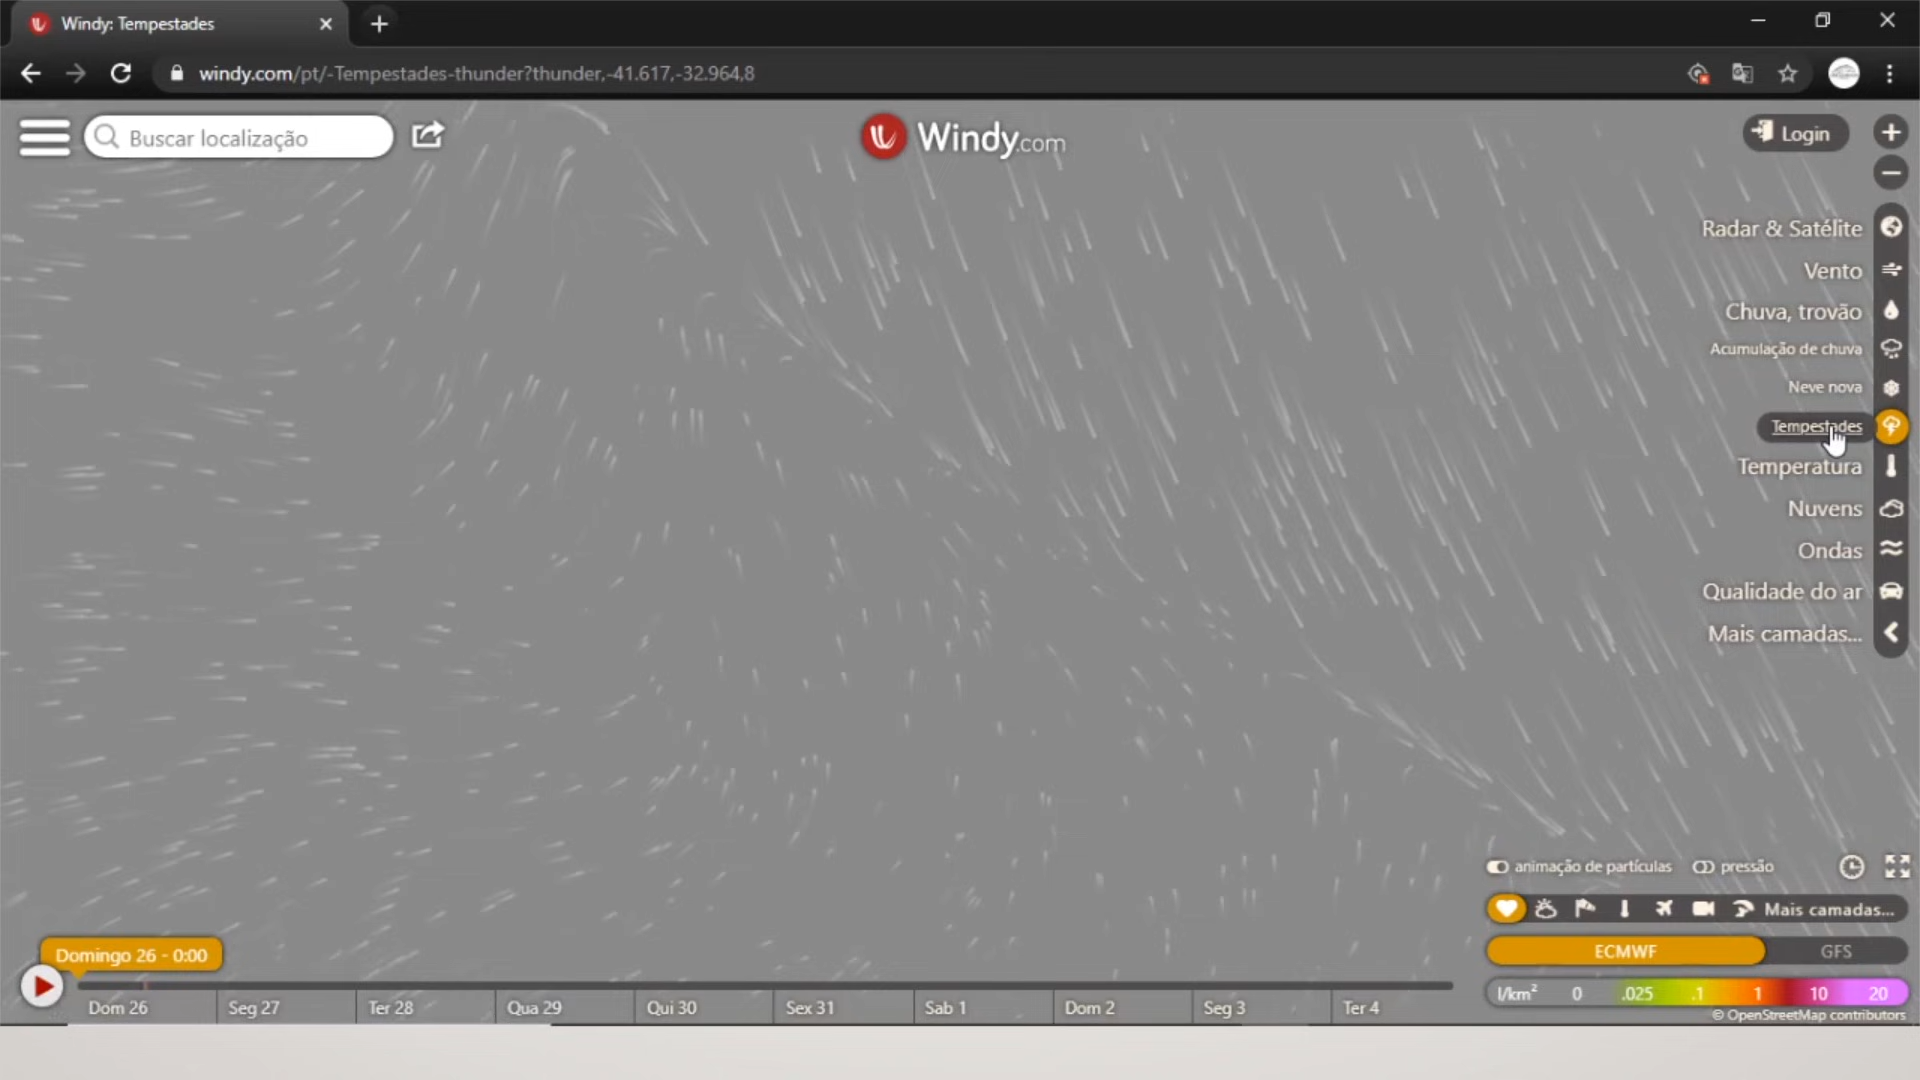 Windy: Tempestades
windy.com/pt/-Tempestades-thunder?thunder,-41.617,-32.964,8
Buscar localização
Windy.com
Login
Radar & Satélite
Vento
Chuva, trovão
Acumulação de chuva
Neve nova
Tempestades
Temperatura
Nuvens
Ondas
Qualidade do ar
Mais camadas...
animação de partículas pressão
Mais camadas...
ECMWF GFS
l/km² 0 .025 .1 1 10 20
© OpenStreetMap contributors
Domingo 26 - 0:00
Dom 26 Seg 27 Ter 28 Qua 29 Qui 30 Sex 31 Sab 1 Dom 2 Seg 3 Ter 4